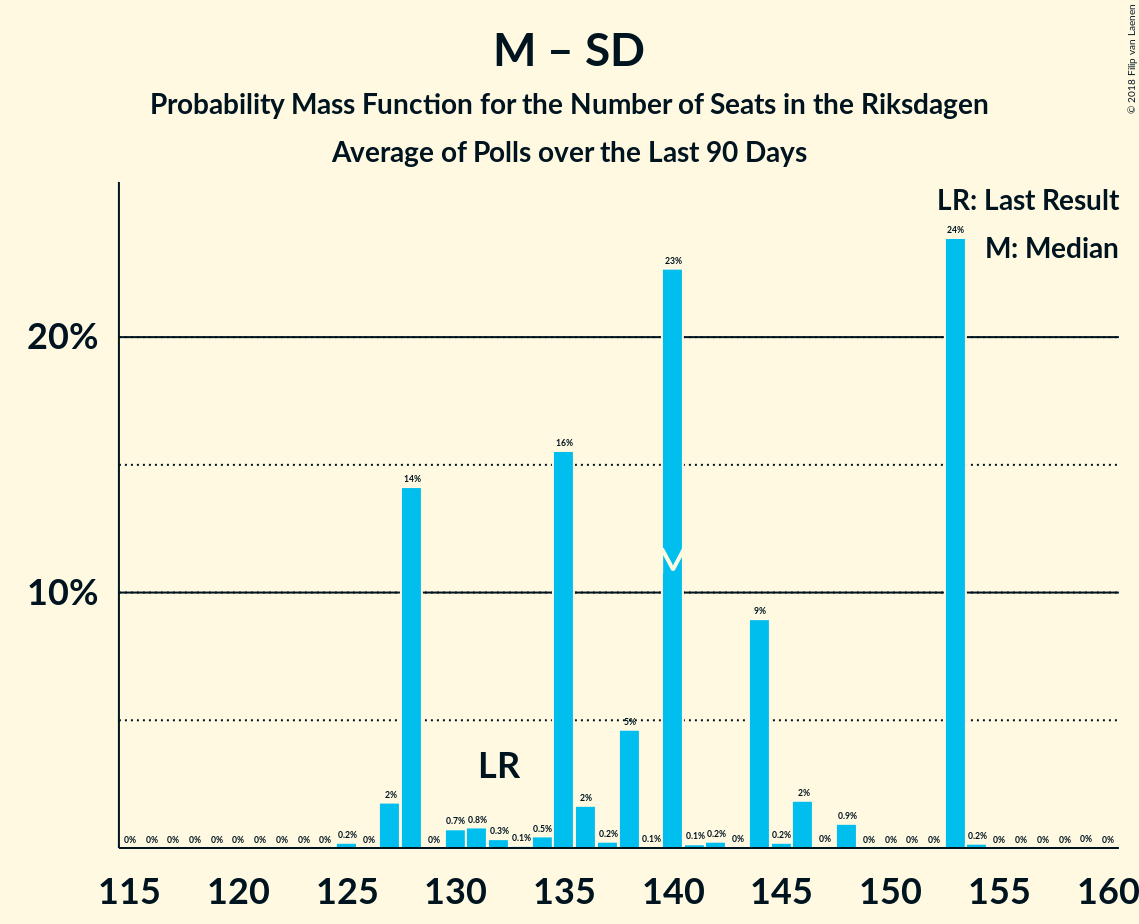 M – SD
Probability Mass Function for the Number of Seats in the Riksdagen
Average of Polls over the Last 90 Days
© 2018 Filip van Laenen
LR: Last Result
M: Median
20%
10%
0% 0% 0% 0% 0% 0% 0% 0% 0% 0% 0.2% 0% 2% 14% 0% 0.7% 0.8% 0.3% 0.1% 0.5% 16% 2% 0.2% 5% 0.1% 23% 0.1% 0.2% 0% 9% 0.2% 2% 0% 0.9% 0% 0% 0% 0% 24% 0.2% 0% 0% 0% 0% 0% 0%
LR
M
115 120 125 130 135 140 145 150 155 160